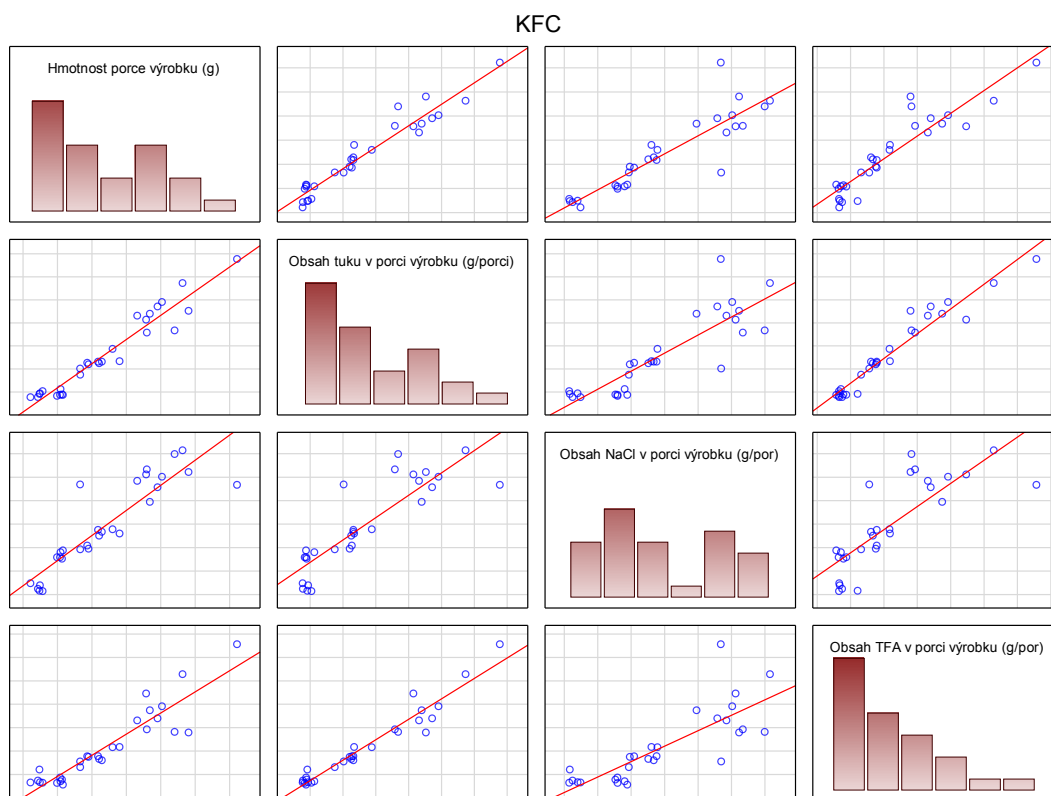 KFC
Hmotnost porce výrobku (g)
Obsah tuku v porci výrobku (g/porci)
Obsah NaCl v porci výrobku (g/por)
Obsah TFA v porci výrobku (g/por)